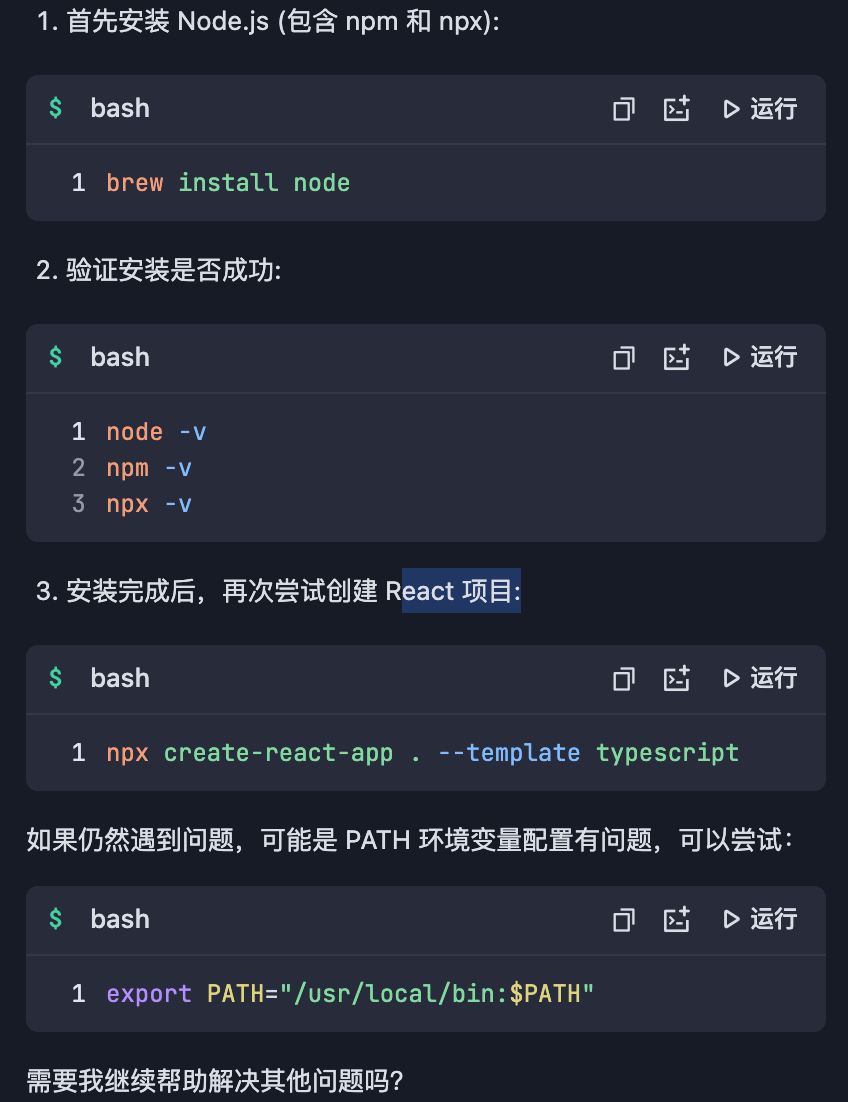 1. 首先安装 Node.js (包含 npm 和 npx):
$ bash 运行
1 brew install node
2. 验证安装是否成功:
$ bash 运行
1 node -v
2 npm -v
3 npx -v
3. 安装完成后，再次尝试创建 React 项目:
$ bash 运行
1 npx create-react-app . --template typescript
如果仍然遇到问题，可能是 PATH 环境变量配置有问题，可以尝试：
$ bash 运行
1 export PATH="/usr/local/bin:$PATH"
需要我继续帮助解决其他问题吗?